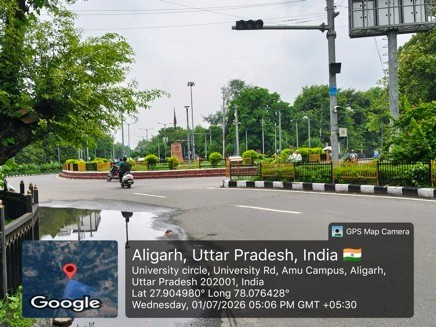 GPS Map Camera
Aligarh, Uttar Pradesh, India 🇮🇳
University circle, University Rd, Amu Campus, Aligarh,
Uttar Pradesh 202001, India
Lat 27.904980° Long 78.076428°
Wednesday, 01/07/2026 05:06 PM GMT +05:30
Google